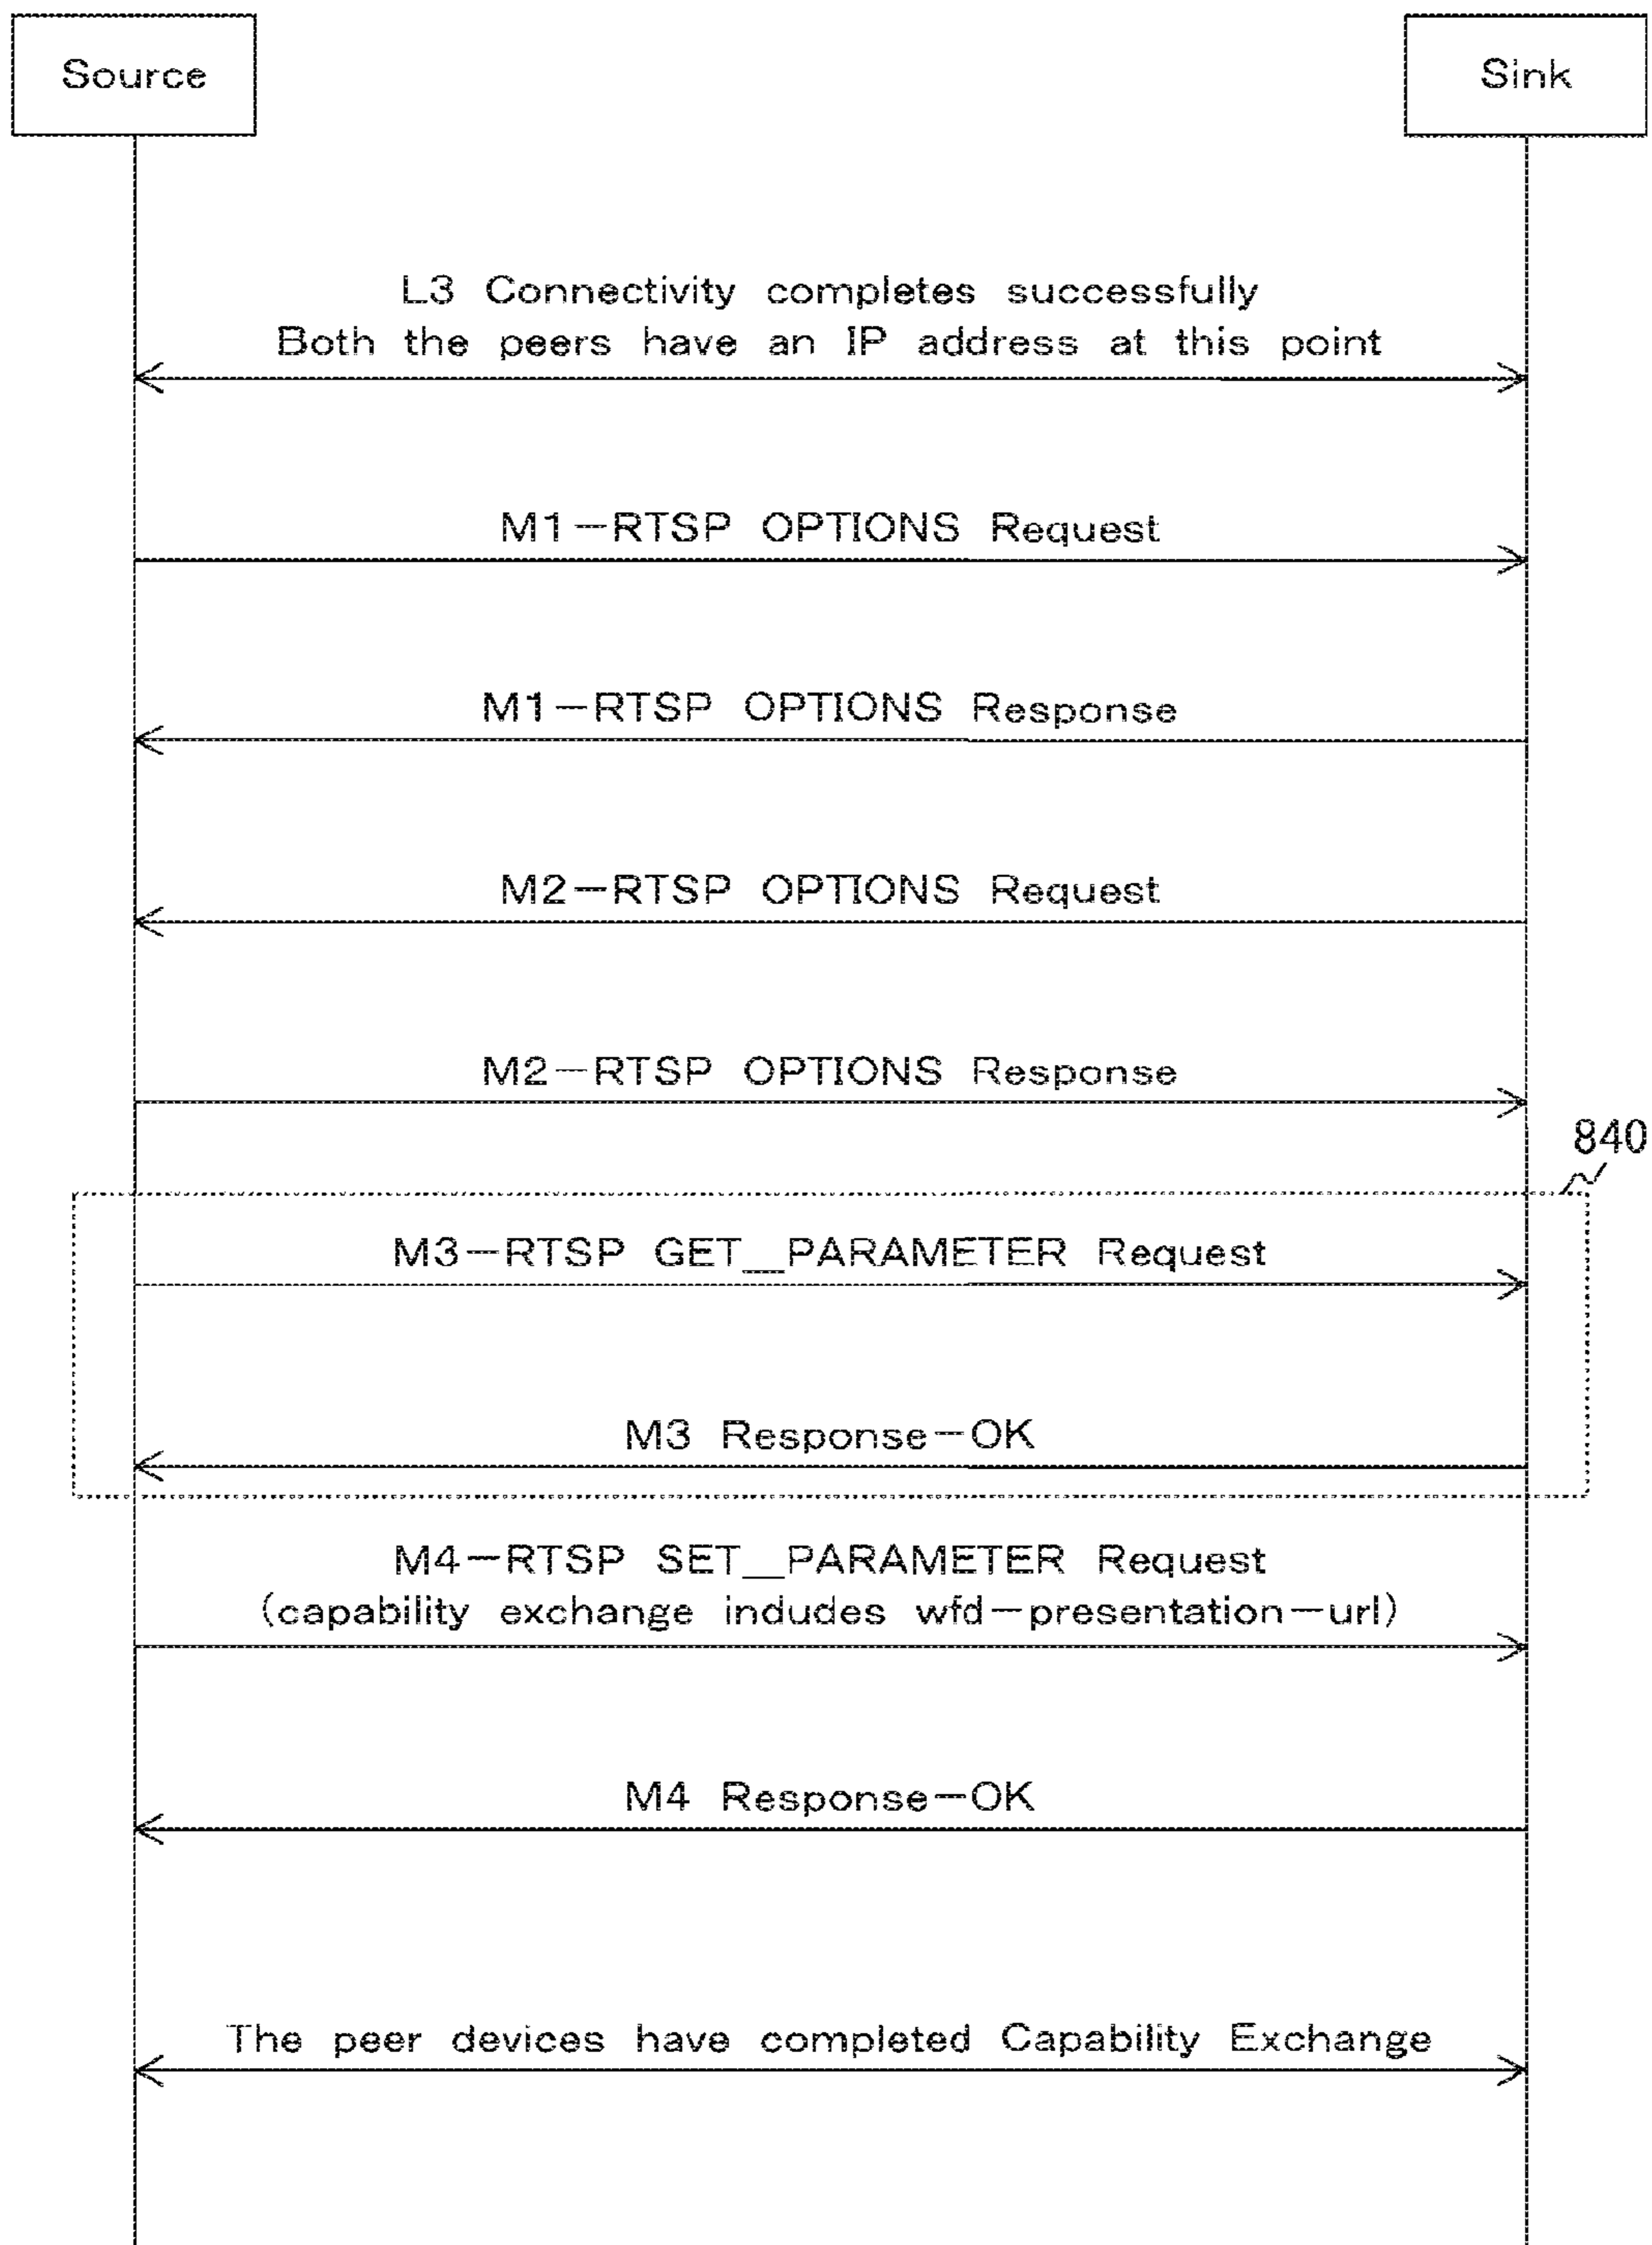 Source
Sink
L3 Connectivity completes successfully
Both the peers have an IP address at this point
M1-RTSP OPTIONS Request
M1-RTSP OPTIONS Response
M2-RTSP OPTIONS Request
M2-RTSP OPTIONS Response
840
M3-RTSP GET_PARAMETER Request
M3 Response-OK
M4-RTSP SET_PARAMETER Request
(capability exchange indudes wfd-presentation-url)
M4 Response-OK
The peer devices have completed Capability Exchange